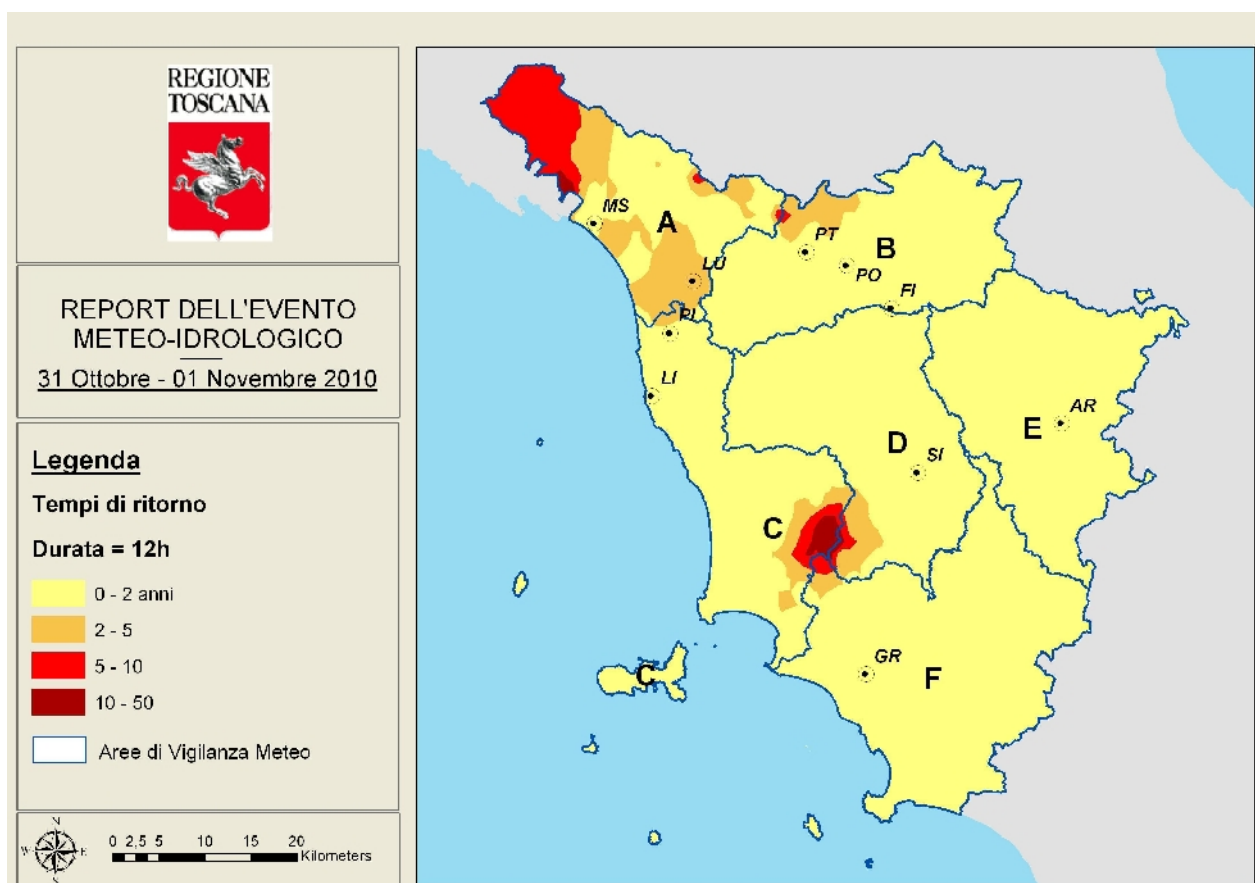 REGIONE
TOSCANA
REPORT DELL'EVENTO
METEO-IDROLOGICO
31 Ottobre - 01 Novembre 2010
Legenda
Tempi di ritorno
Durata = 12h
0 - 2 anni
2 - 5
5 - 10
10 - 50
Aree di Vigilanza Meteo
N
W
E
S
0 2,5 5 10 15 20
Kilometers
MS
A
LU
PT
B
PO
FI
PI
LI
AR
E
D
SI
C
GR
F
C